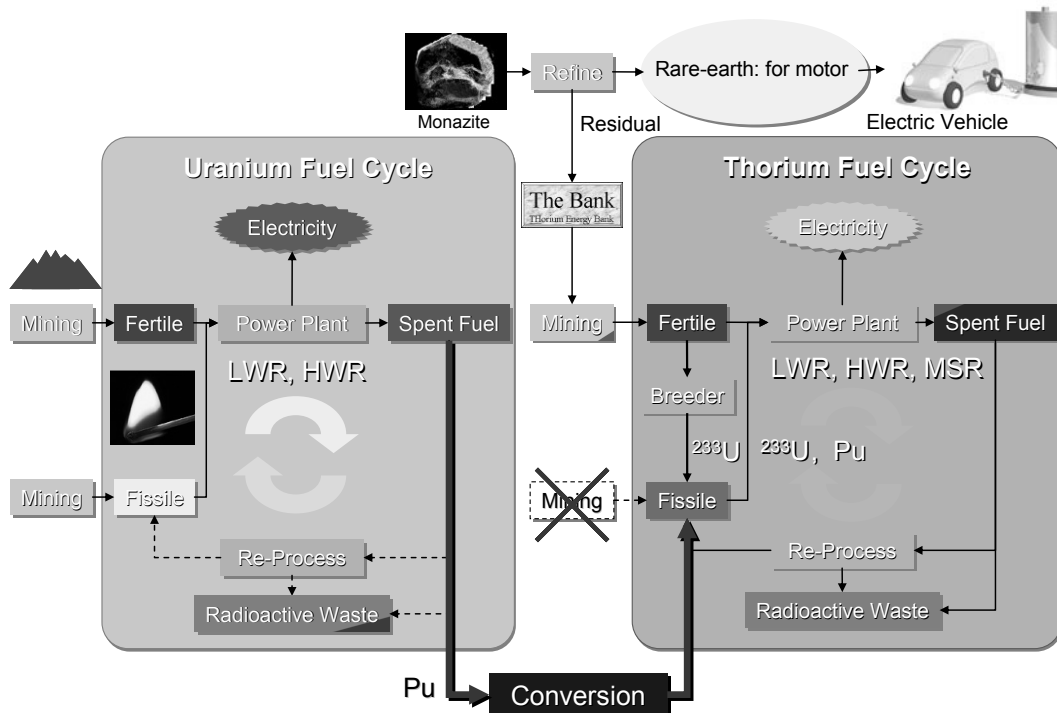 Monazite
Refine
Rare-earth: for motor
Electric Vehicle
Residual
The Bank
THorium Energy Bank
Uranium Fuel Cycle
Electricity
Mining
Fertile
Power Plant
Spent Fuel
LWR, HWR
Mining
Fissile
Re-Process
Radioactive Waste
Pu
Conversion
Thorium Fuel Cycle
Electricity
Mining
Fertile
Power Plant
Spent Fuel
LWR, HWR, MSR
Breeder
²³³U
²³³U, Pu
Mining
Fissile
Re-Process
Radioactive Waste